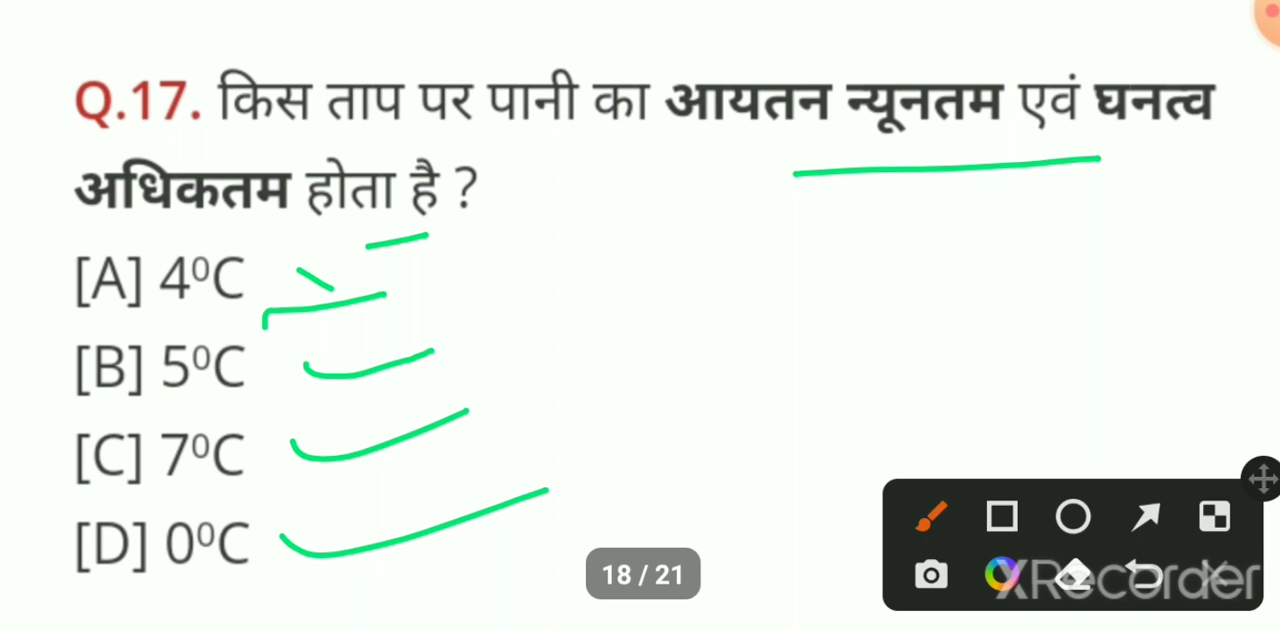 Q.17. किस ताप पर पानी का आयतन न्यूनतम एवं घनत्व
अधिकतम होता है ?
[A] 4⁰C
[B] 5⁰C
[C] 7⁰C
[D] 0⁰C
18 / 21
XRecorder